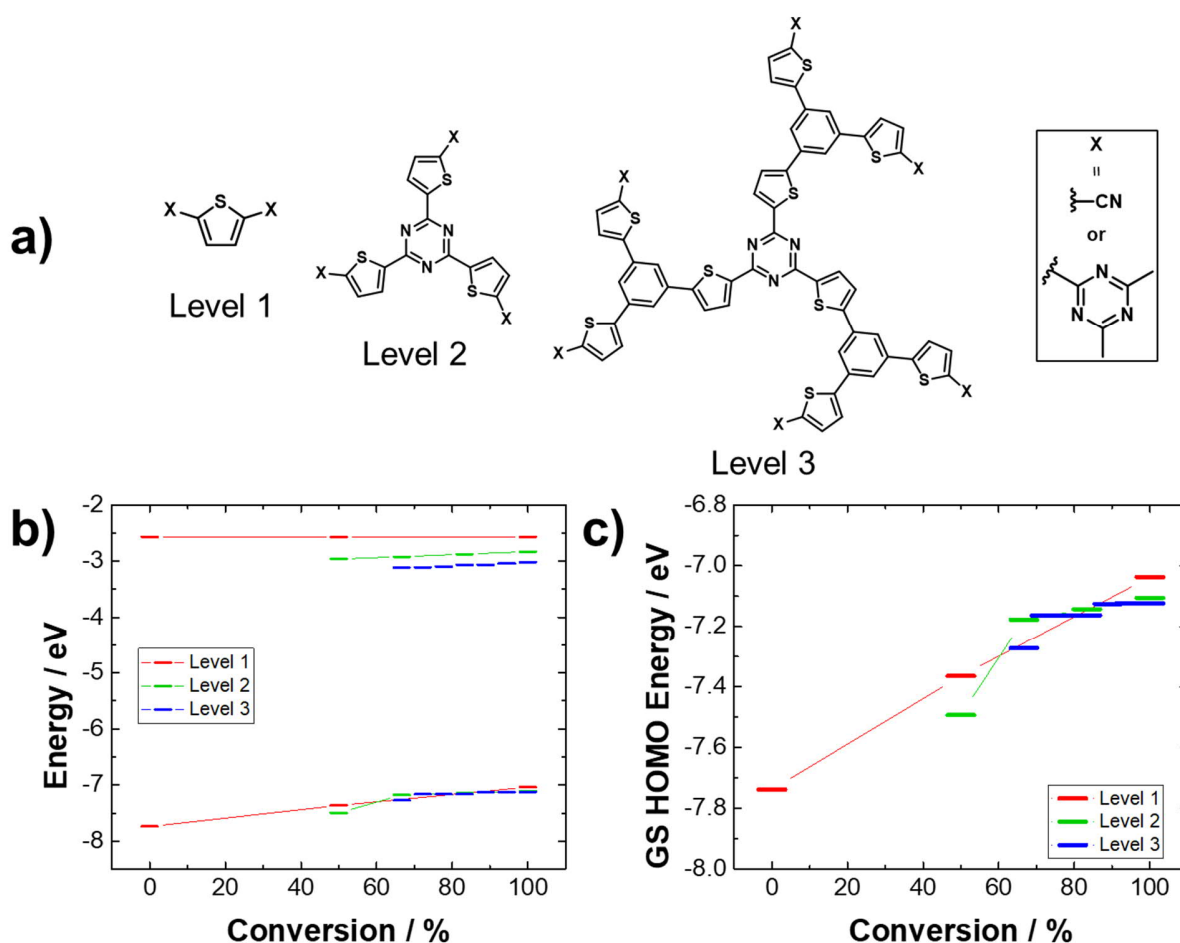 a)
X
S
X
Level 1
X
S
N
N
N
S
X
S
X
Level 2
X
S
S
X
S
X
S
N
N
N
S
S
S
X
S
X
S
X
S
X
Level 3
X
=
CN
or
N
N
N
b)
Energy / eV
-2
-3
-4
-5
-6
-7
-8
Level 1
Level 2
Level 3
0
20
40
60
80
100
Conversion / %
c)
GS HOMO Energy / eV
-6.8
-7.0
-7.2
-7.4
-7.6
-7.8
-8.0
Level 1
Level 2
Level 3
0
20
40
60
80
100
Conversion / %